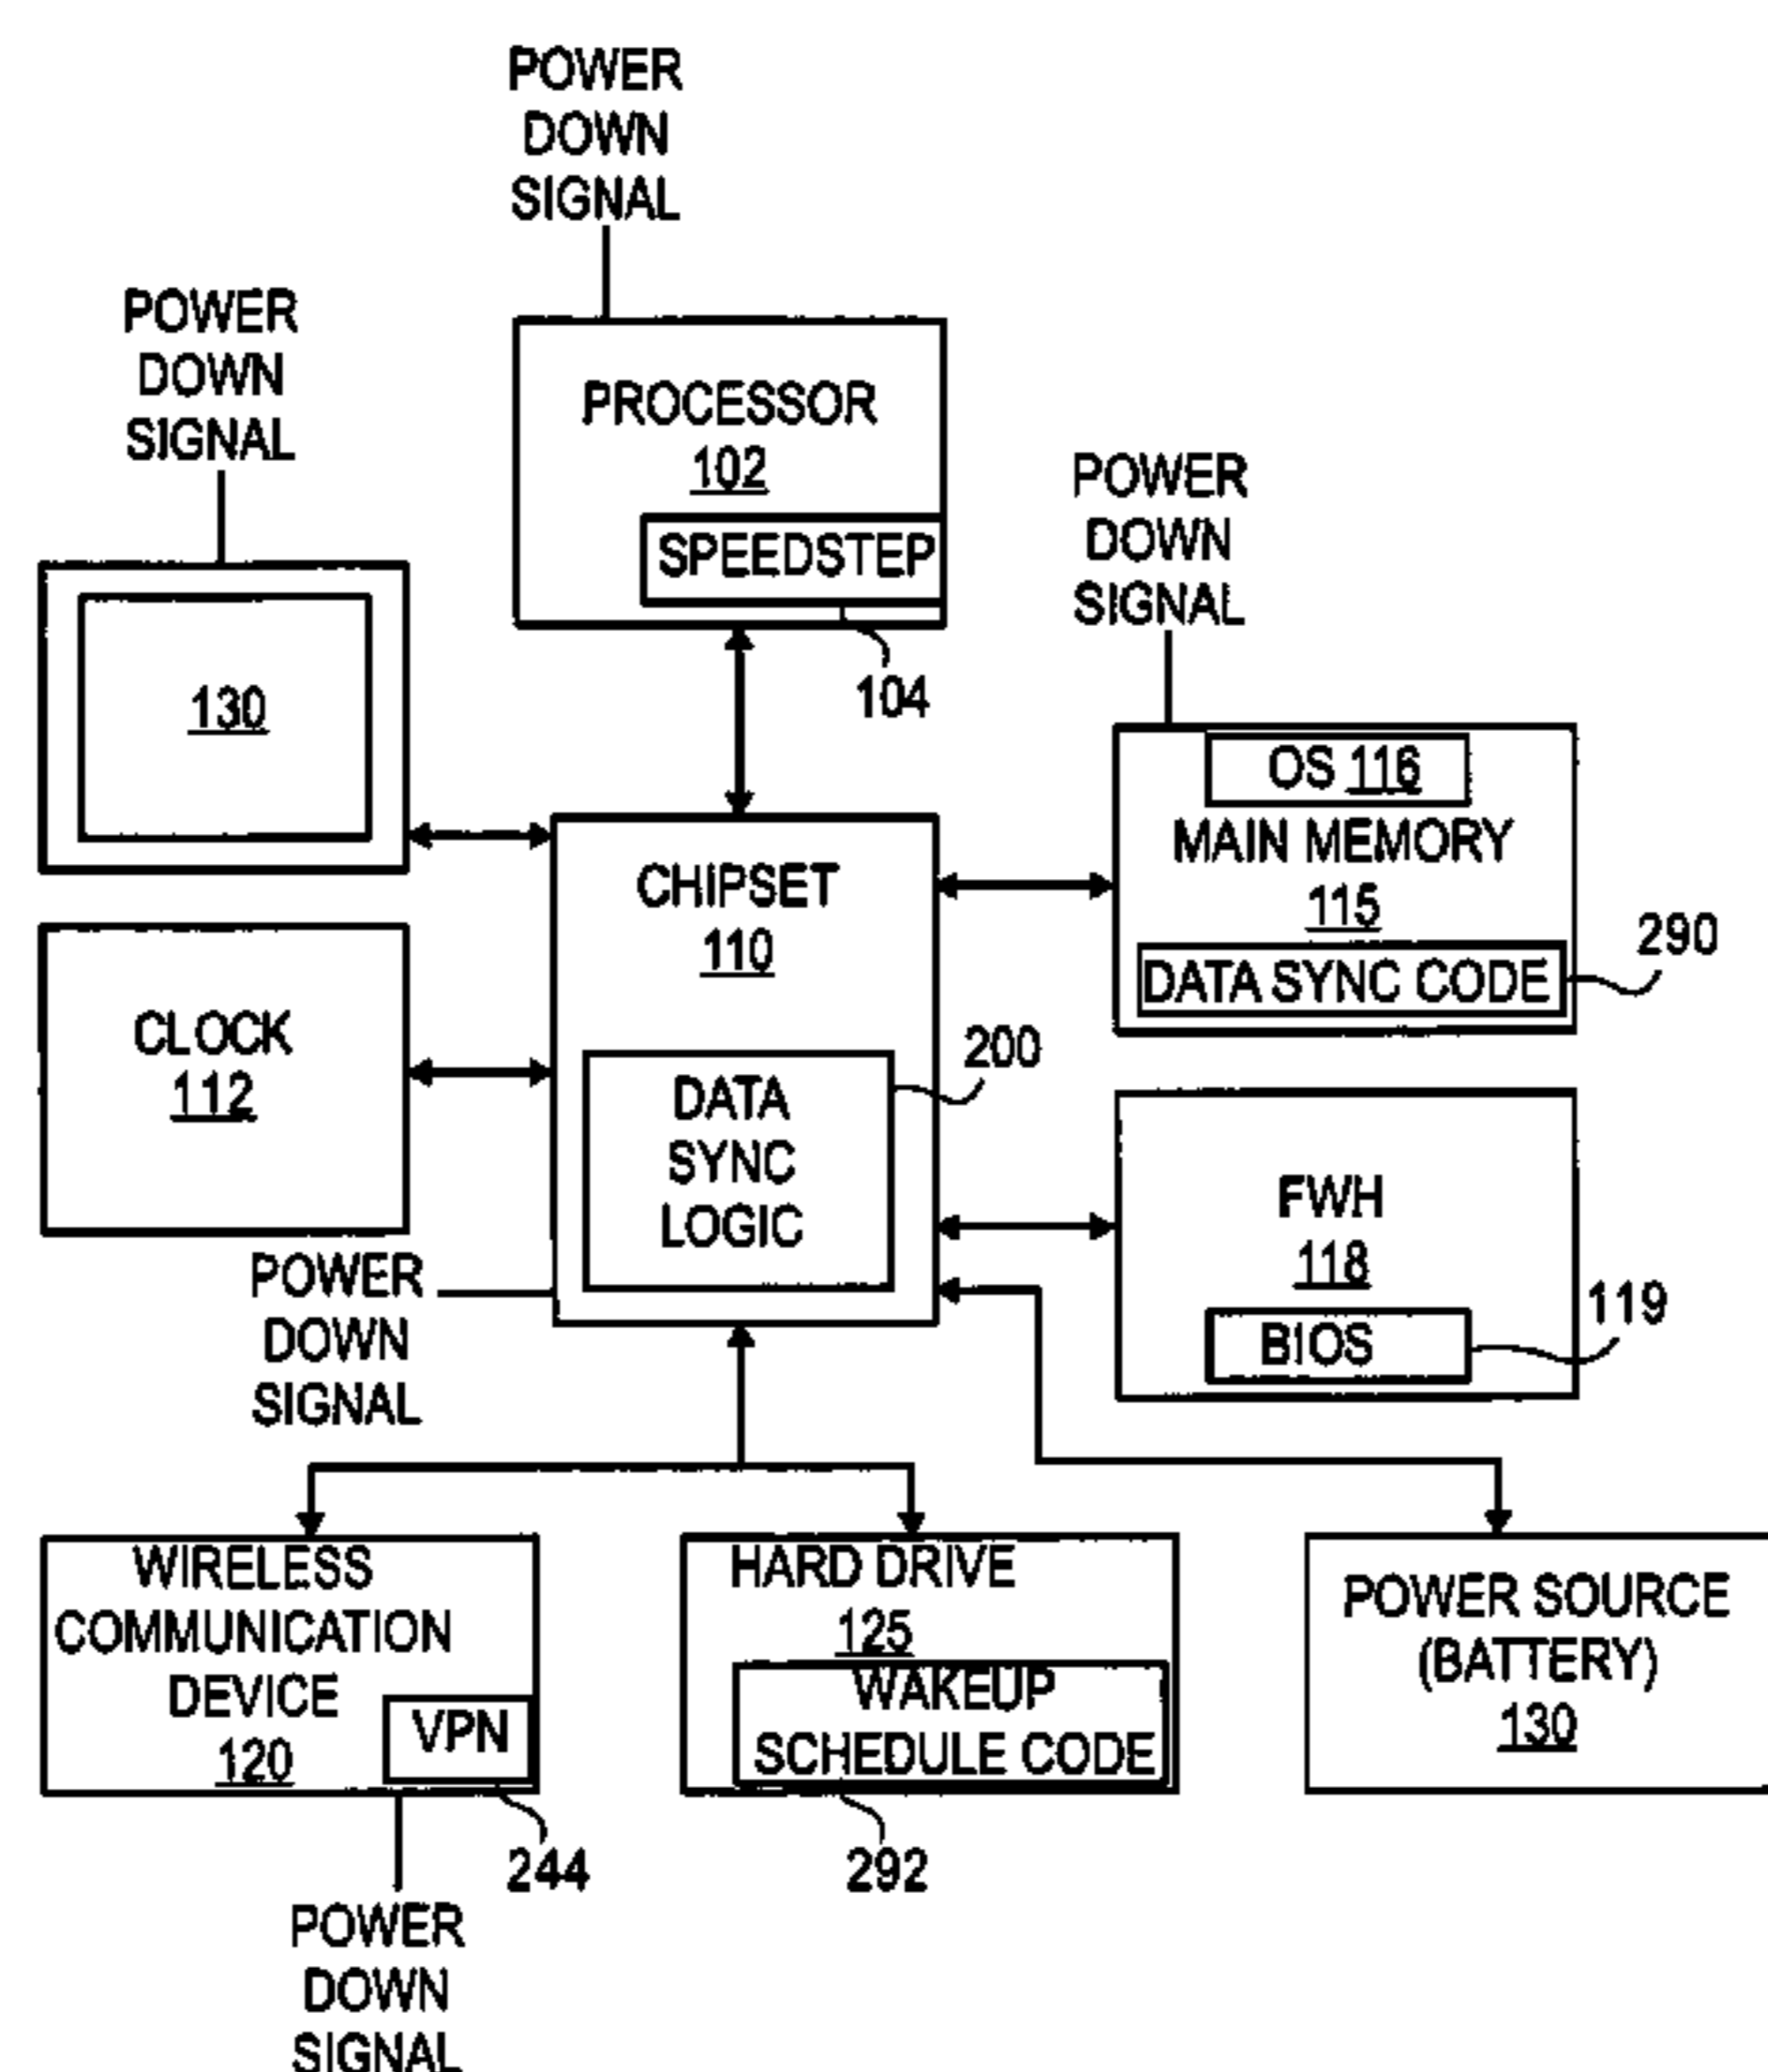 POWER
DOWN
SIGNAL
POWER
DOWN
SIGNAL
PROCESSOR
102
SPEEDSTEP
104
POWER
DOWN
SIGNAL
130
OS 116
MAIN MEMORY
115
DATA SYNC CODE
290
CHIPSET
110
DATA
SYNC
LOGIC
200
CLOCK
112
POWER
DOWN
SIGNAL
FWH
118
BIOS
119
WIRELESS
COMMUNICATION
DEVICE
120
VPN
244
HARD DRIVE
125
WAKEUP
SCHEDULE CODE
292
POWER SOURCE
(BATTERY)
130
POWER
DOWN
SIGNAL